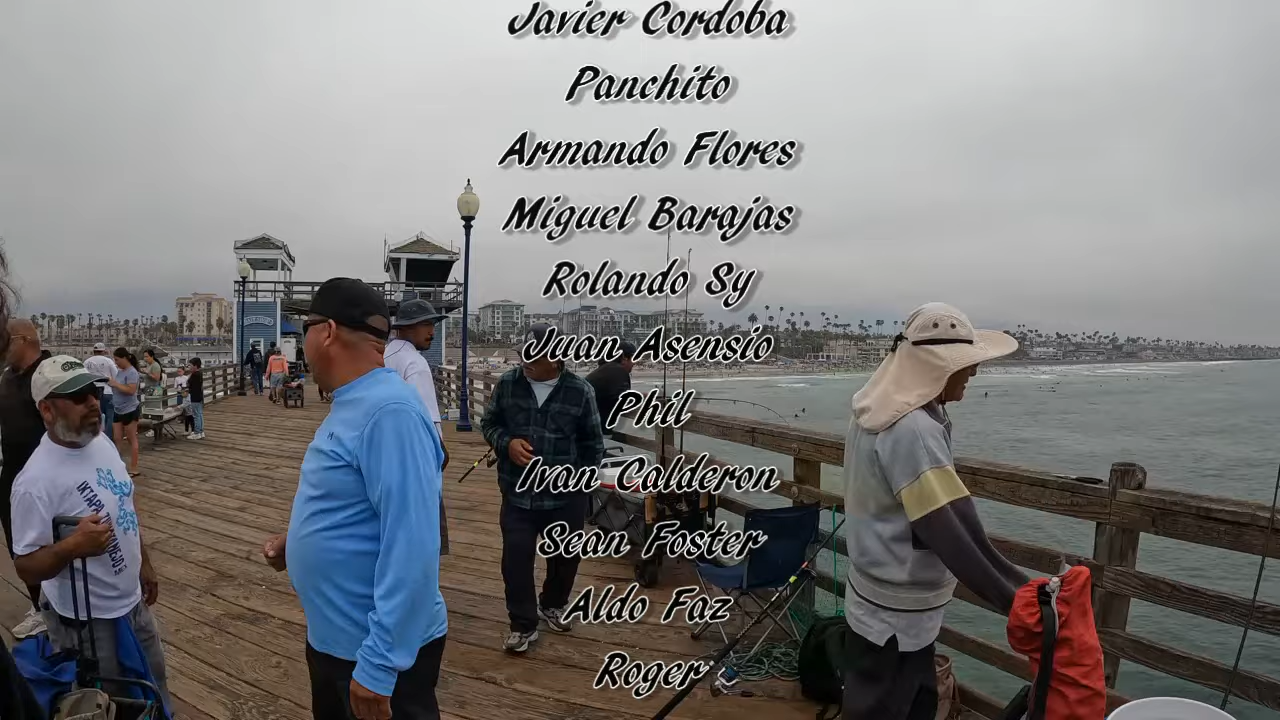 Javier Cordoba
Panchito
Armando Flores
Miguel Barajas
Rolando Sy
Juan Asensio
Phil
Ivan Calderon
Sean Foster
Aldo Faz
Roger
IXTAPA